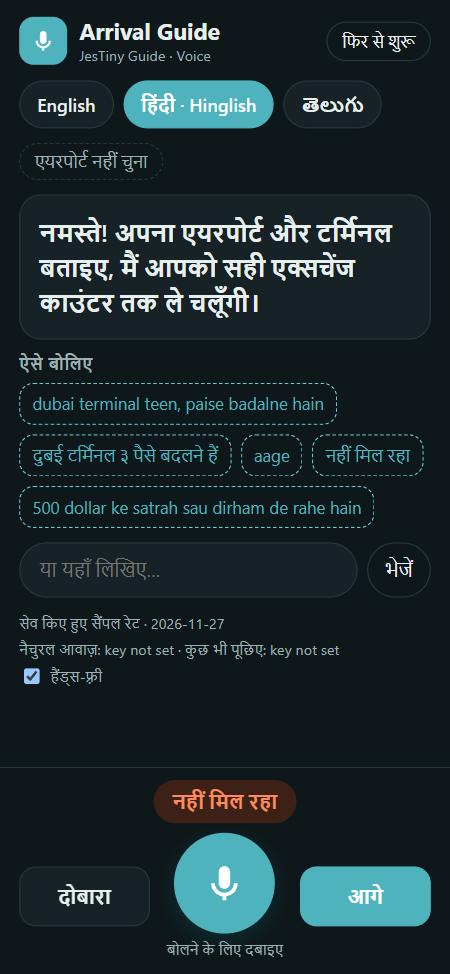 Arrival Guide
JesTiny Guide · Voice
फिर से शुरू
English
हिंदी · Hinglish
తెలుగు
एयरपोर्ट नहीं चुना
नमस्ते! अपना एयरपोर्ट और टर्मिनल
बताइए, मैं आपको सही एक्सचेंज
काउंटर तक ले चलूँगी।
ऐसे बोलिए
dubai terminal teen, paise badalne hain
दुबई टर्मिनल ३ पैसे बदलने हैं
aage
नहीं मिल रहा
500 dollar ke satrah sau dirham de rahe hain
या यहाँ लिखिए...
भेजें
सेव किए हुए सैंपल रेट · 2026-11-27
नैचुरल आवाज़: key not set · कुछ भी पूछिए: key not set
हैंड्स-फ़्री
नहीं मिल रहा
दोबारा
आगे
बोलने के लिए दबाइए